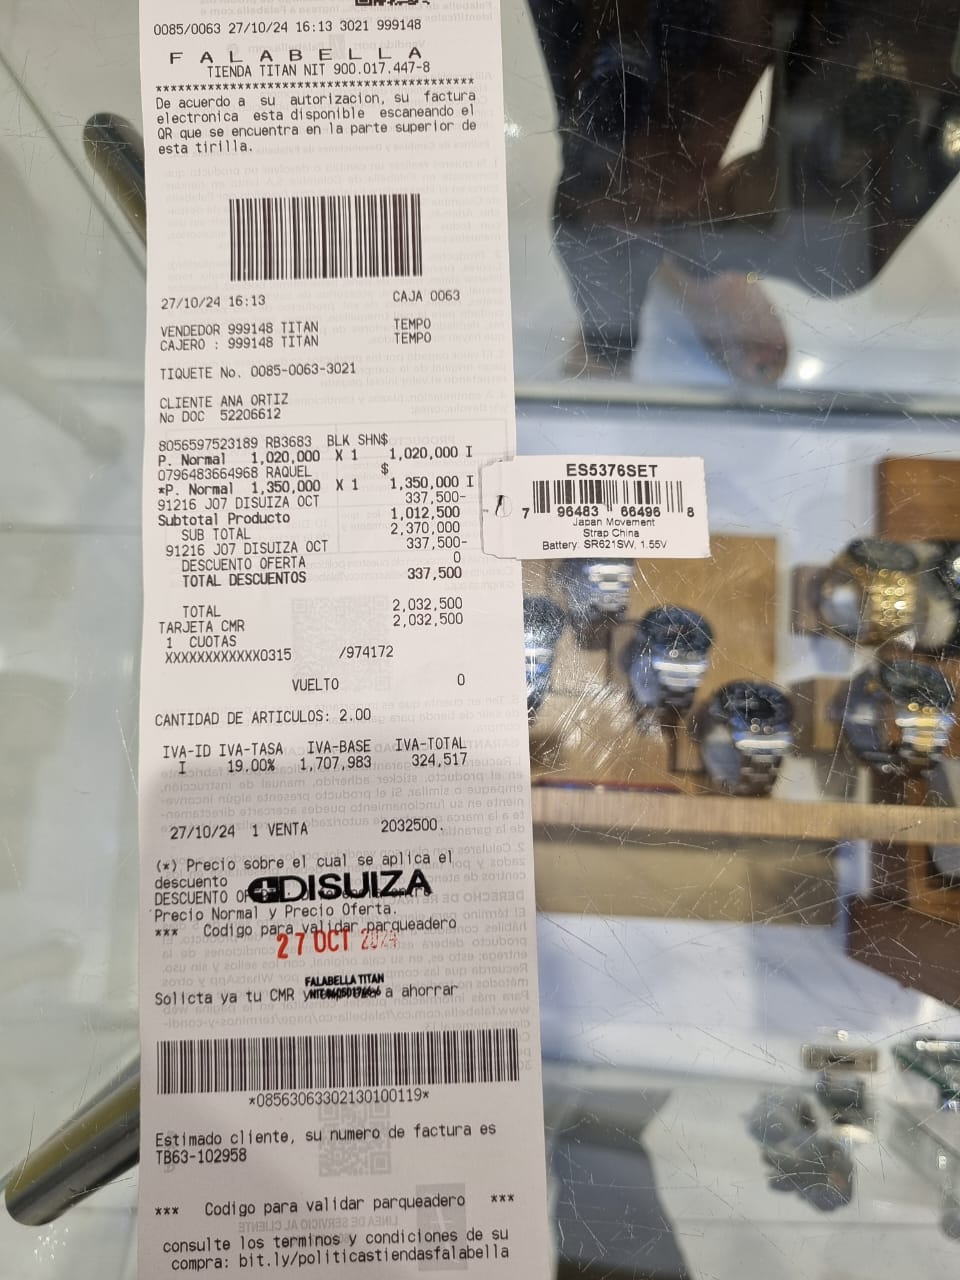 0085/0063 27/10/24 16:13 3021 999148
F A L A B E L L A
TIENDA TITAN NIT 900.017.447-8
******************************************
De acuerdo a su autorizacion, su factura
electronica esta disponible escaneando el
QR que se encuentra en la parte superior de
esta tirilla.
27/10/24 16:13 CAJA 0063
VENDEDOR 999148 TITAN TEMPO
CAJERO : 999148 TITAN TEMPO
TIQUETE No. 0085-0063-3021
CLIENTE ANA ORTIZ
No DOC 52206612
8056597523189 RB3683 BLK SHN$
P. Normal 1,020,000 X 1 1,020,000 I
0796483664968 RAQUEL $
*P. Normal 1,350,000 X 1 1,350,000 I
91216 J07 DISUIZA OCT 337,500-
Subtotal Producto 1,012,500
SUB TOTAL 2,370,000
91216 J07 DISUIZA OCT 337,500-
DESCUENTO OFERTA 0
TOTAL DESCUENTOS 337,500
TOTAL 2,032,500
TARJETA CMR 2,032,500
1 CUOTAS
XXXXXXXXXXXX0315 /974172
VUELTO 0
CANTIDAD DE ARTICULOS: 2.00
IVA-ID IVA-TASA IVA-BASE IVA-TOTAL
I 19.00% 1,707,983 324,517
27/10/24 1 VENTA 2032500.
(*) Precio sobre el cual se aplica el
descuento
DISUIZA
DESCUENTO
Precio Normal y Precio Oferta.
*** Codigo para validar parqueadero
27 OCT 2024
FALABELLA TITAN
Solicta ya tu CMR y a ahorrar
*08563063302130100119*
Estimado cliente, su numero de factura es
TB63-102958
*** Codigo para validar parqueadero ***
consulte los terminos y condiciones de su
compra: bit.ly/politicastiendasfalabella
ES5376SET
7 96483 66496 8
Japan Movement
Strap China
Battery: SR621SW, 1.55V